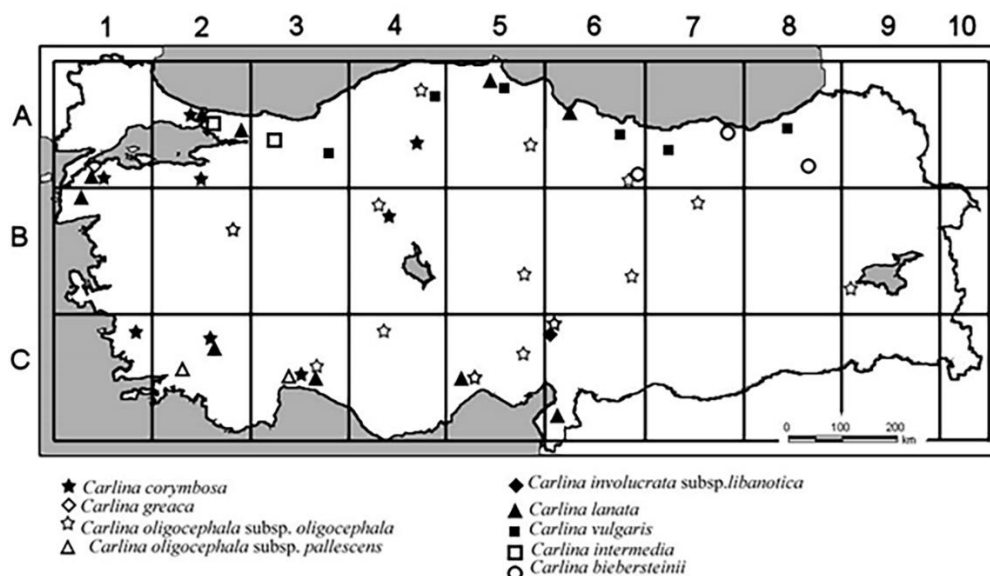 1 2 3 4 5 6 7 8 9 10
A
B
C
0 100 200
km
Carlina corymbosa
Carlina greaca
Carlina oligocephala subsp. oligocephala
Carlina oligocephala subsp. pallescens
Carlina involucrata subsp.libanotica
Carlina lanata
Carlina vulgaris
Carlina intermedia
Carlina biebersteinii